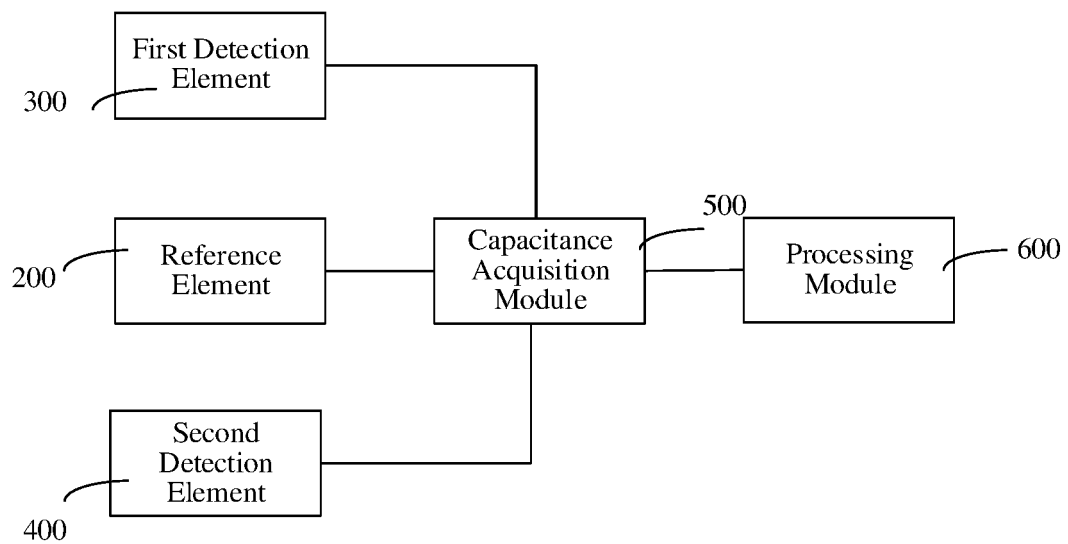 First Detection
Element
300
500
Reference
Element
200
Capacitance
Acquisition
Module
Processing
Module
600
Second
Detection
Element
400